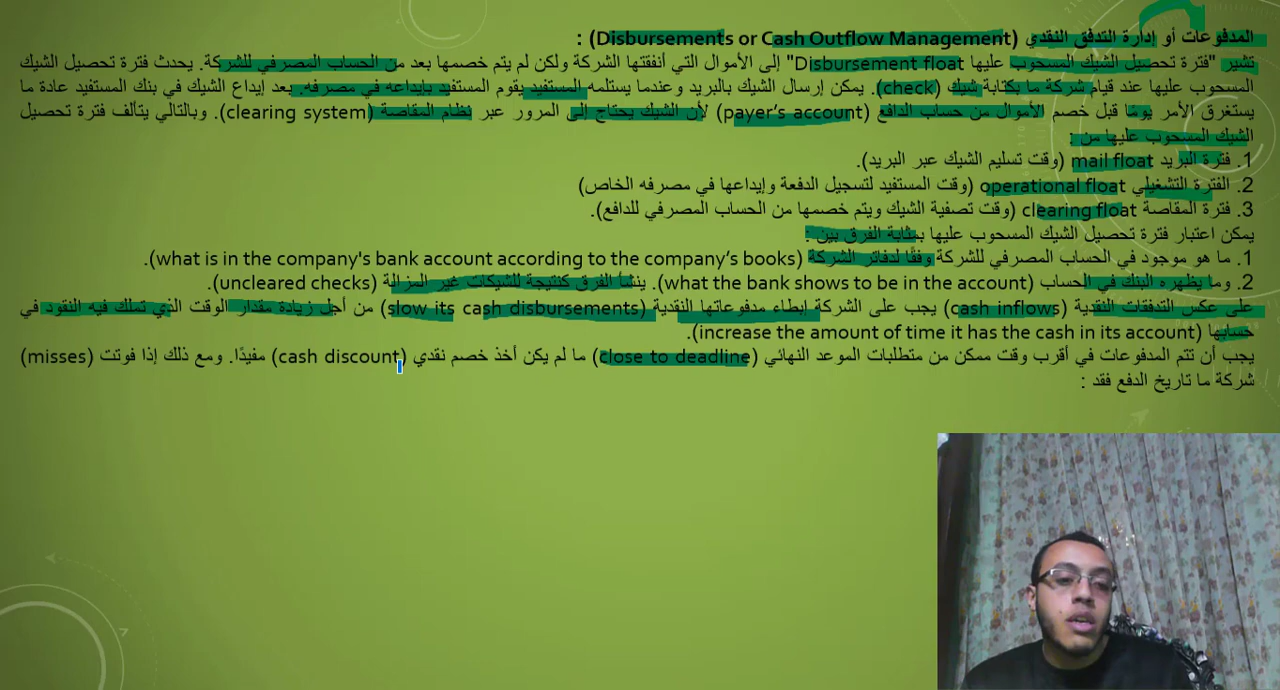 المدفوعات أو إدارة التدفق النقدي (Disbursements or Cash Outflow Management) :
تشير "فترة تحصيل الشيك المسحوب عليها Disbursement float" إلى الأموال التي أنفقتها الشركة ولكن لم يتم خصمها بعد من الحساب المصرفي للشركة. يحدث فترة تحصيل الشيك
المسحوب عليها عند قيام شركة ما بكتابة شيك (check). يمكن إرسال الشيك بالبريد وعندما يستلمه المستفيد يقوم المستفيد بإيداعه في مصرفه. بعد إيداع الشيك في بنك المستفيد عادة ما
يستغرق الأمر يومًا قبل خصم الأموال من حساب الدافع (payer's account) لأن الشيك يحتاج إلى المرور عبر نظام المقاصة (clearing system). وبالتالي يتألف فترة تحصيل
الشيك المسحوب عليها من :
1. فترة البريد mail float (وقت تسليم الشيك عبر البريد).
2. الفترة التشغيلي operational float (وقت المستفيد لتسجيل الدفعة وإيداعها في مصرفه الخاص)
3. فترة المقاصة clearing float (وقت تصفية الشيك ويتم خصمها من الحساب المصرفي للدافع).
يمكن اعتبار فترة تحصيل الشيك المسحوب عليها بمثابة الفرق بين :
1. ما هو موجود في الحساب المصرفي للشركة وفقًا لدفاتر الشركة (what is in the company's bank account according to the company’s books).
2. وما يظهره البنك في الحساب (what the bank shows to be in the account). ينشأ الفرق كنتيجة للشيكات غير المزالة (uncleared checks).
على عكس التدفقات النقدية (cash inflows) يجب على الشركة إبطاء مدفوعاتها النقدية (slow its cash disbursements) من أجل زيادة مقدار الوقت الذي تملك فيه النقود في
حسابها (increase the amount of time it has the cash in its account).
يجب أن تتم المدفوعات في أقرب وقت ممكن من متطلبات الموعد النهائي (close to deadline) ما لم يكن أخذ خصم نقدي (cash discount) مفيدًا. ومع ذلك إذا فوتت (misses)
شركة ما تاريخ الدفع فقد :